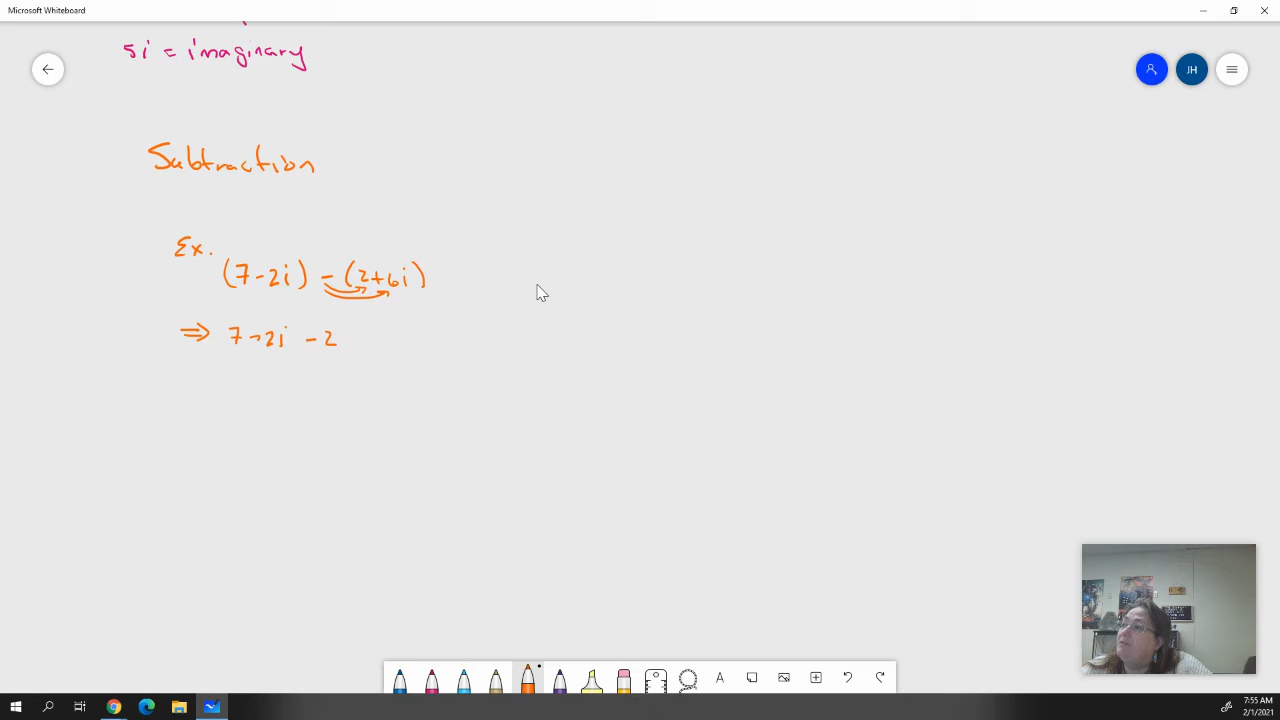 Microsoft Whiteboard
5i = imaginary
JH
Subtraction
Ex.
(7-2i) - (2+6i)
⇒ 7-2i -2
A
7:55 AM
2/1/2021